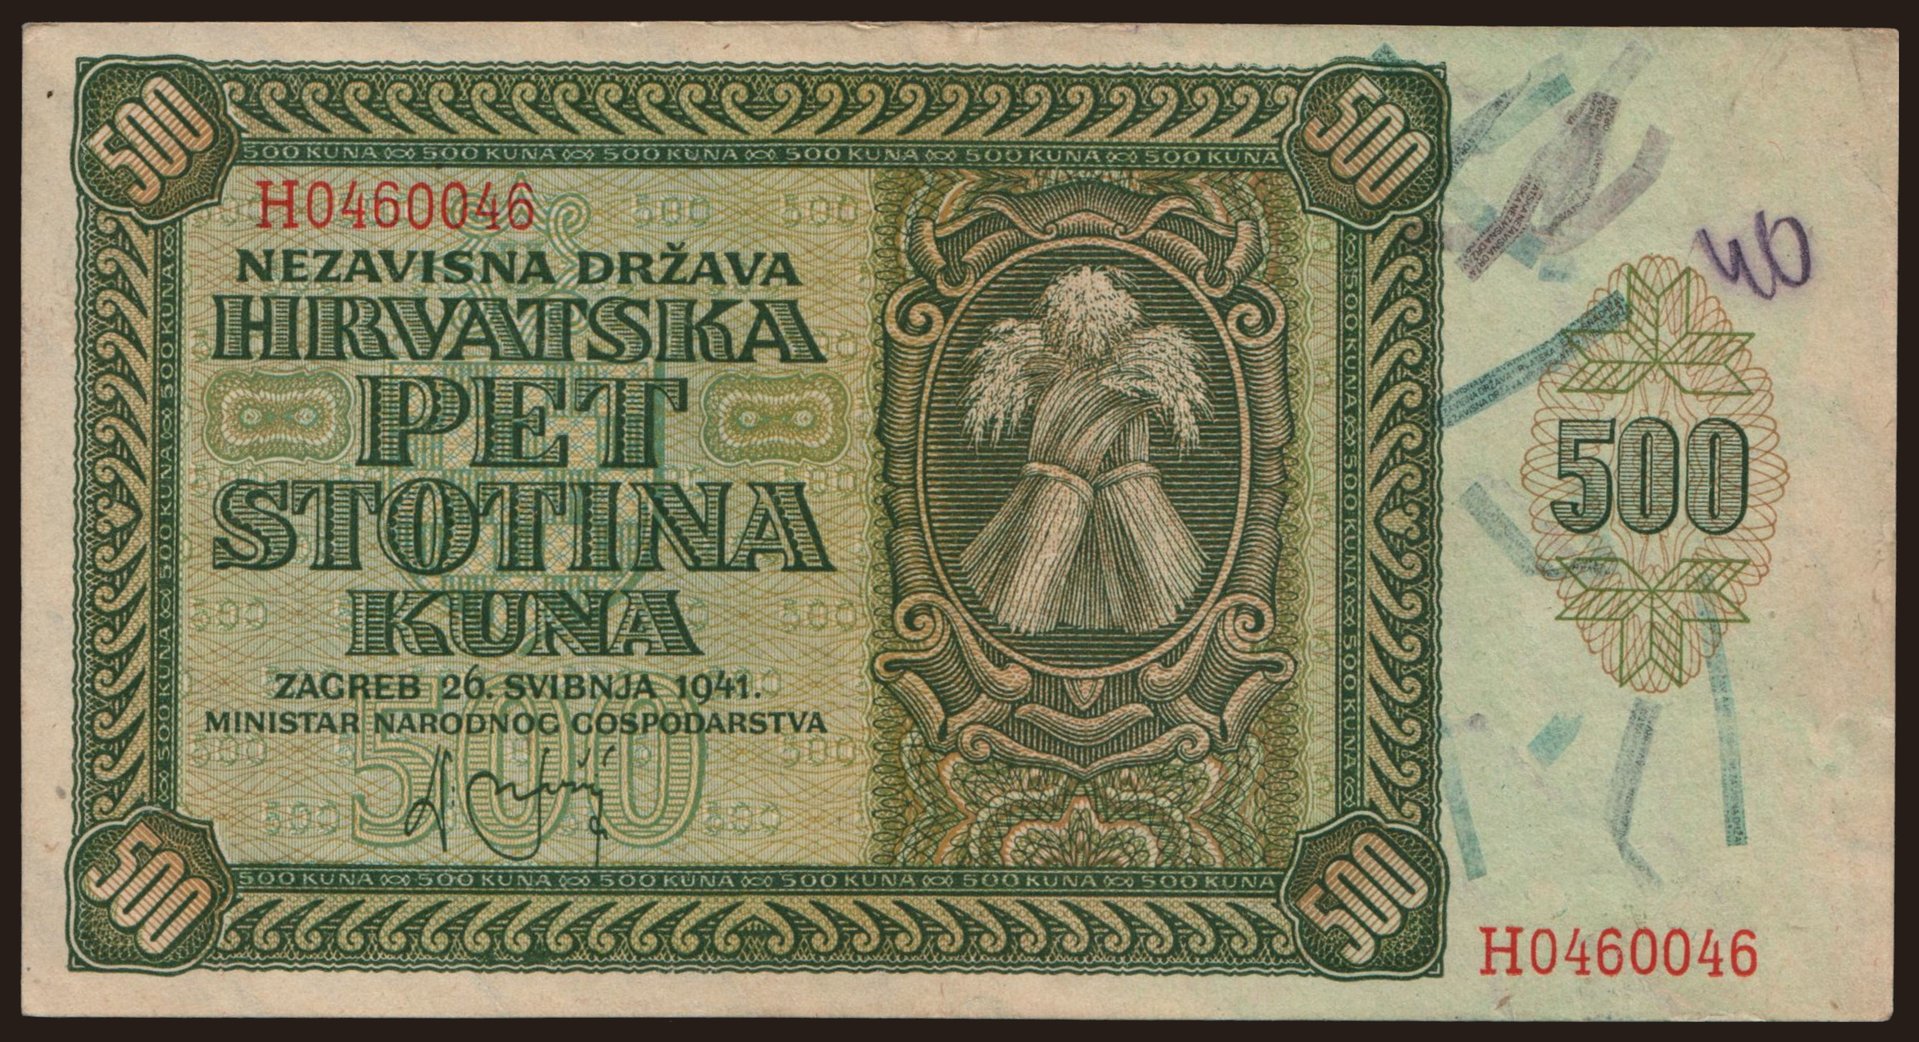 500
500
500 KUNA 500 KUNA 500 KUNA 500 KUNA 500 KUNA 500 KUNA
H0460046
NEZAVISNA DRŽAVA
HRVATSKA
PET
STOTINA
KUNA
ZAGREB 26. SVIBNJA 1941.
MINISTAR NARODNOG GOSPODARSTVA
500
500 KUNA 500 KUNA 500 KUNA 500 KUNA 500 KUNA 500 KUNA
500
500
40
500
H0460046